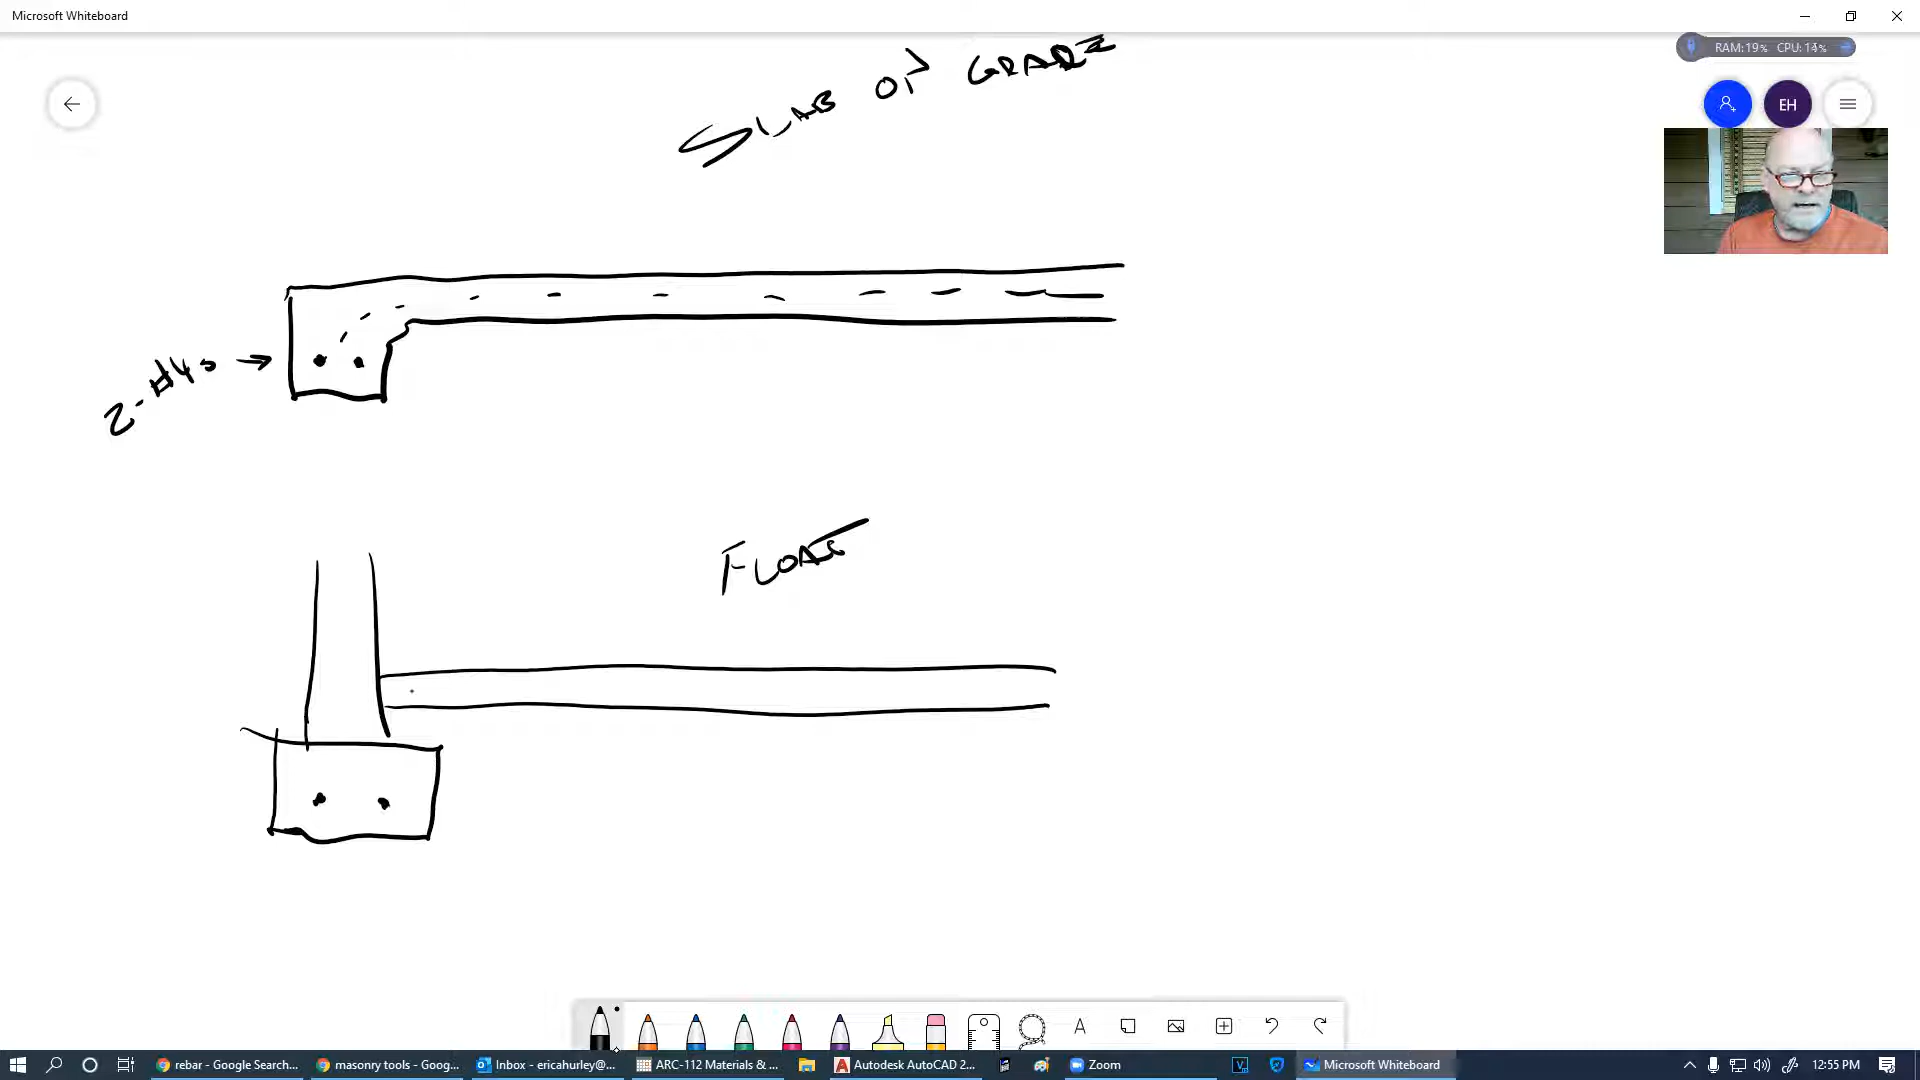 Microsoft Whiteboard
RAM:19% CPU:14%
EH
SLAB ON GRADE
2-#4s →
FLOAT
A
rebar - Google Search...
masonry tools - Goog...
Inbox - ericahurley@...
ARC-112 Materials & ...
Autodesk AutoCAD 2...
Zoom
Microsoft Whiteboard
12:55 PM